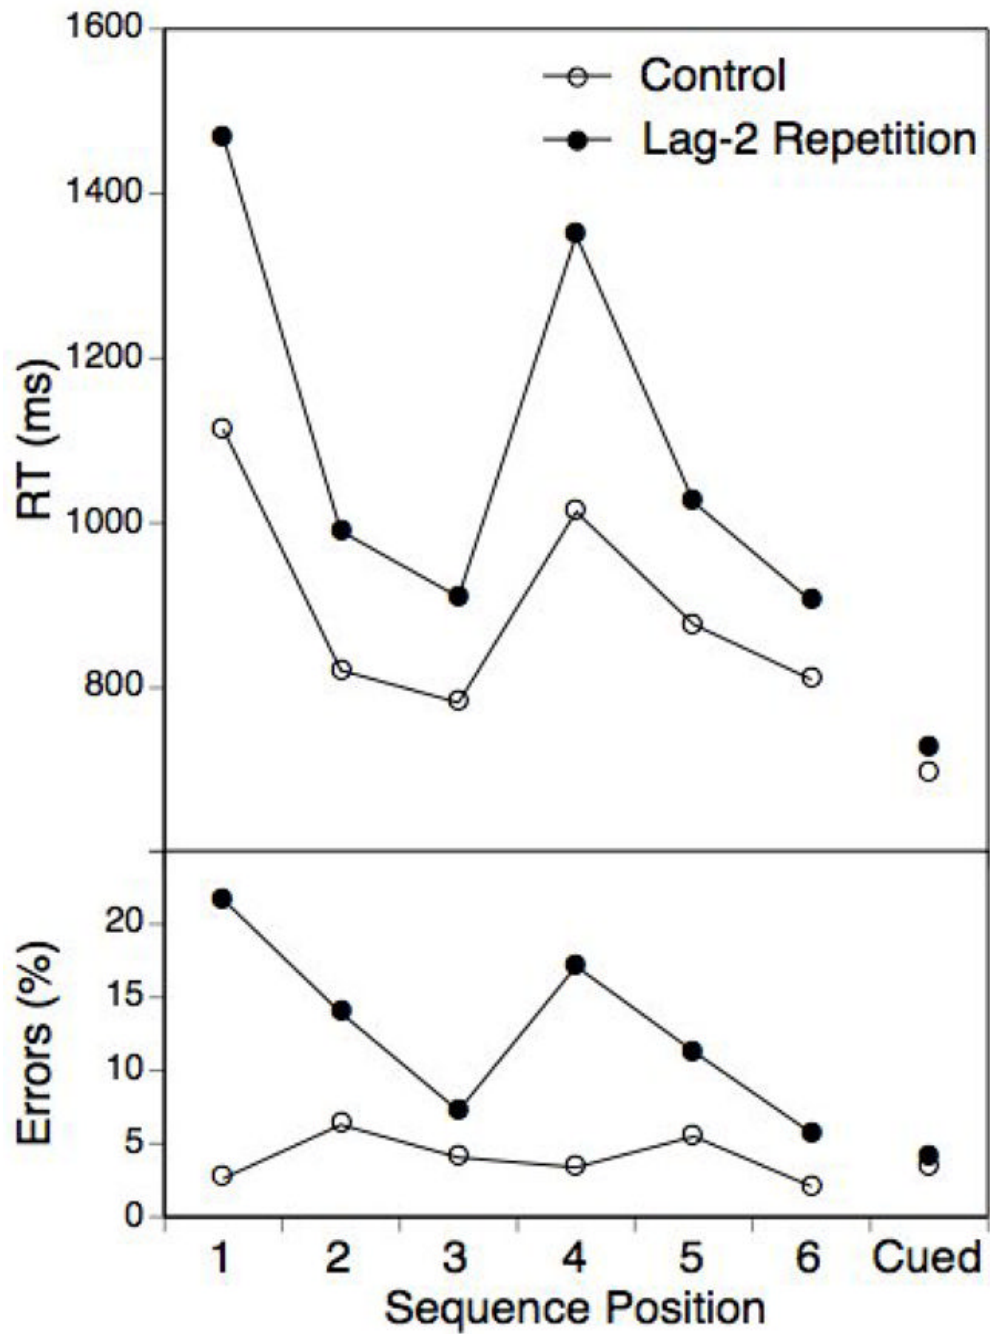 1600
Control
Lag-2 Repetition
1400
1200
1000
800
RT (ms)
20
15
10
5
0
Errors (%)
1 2 3 4 5 6 Cued
Sequence Position